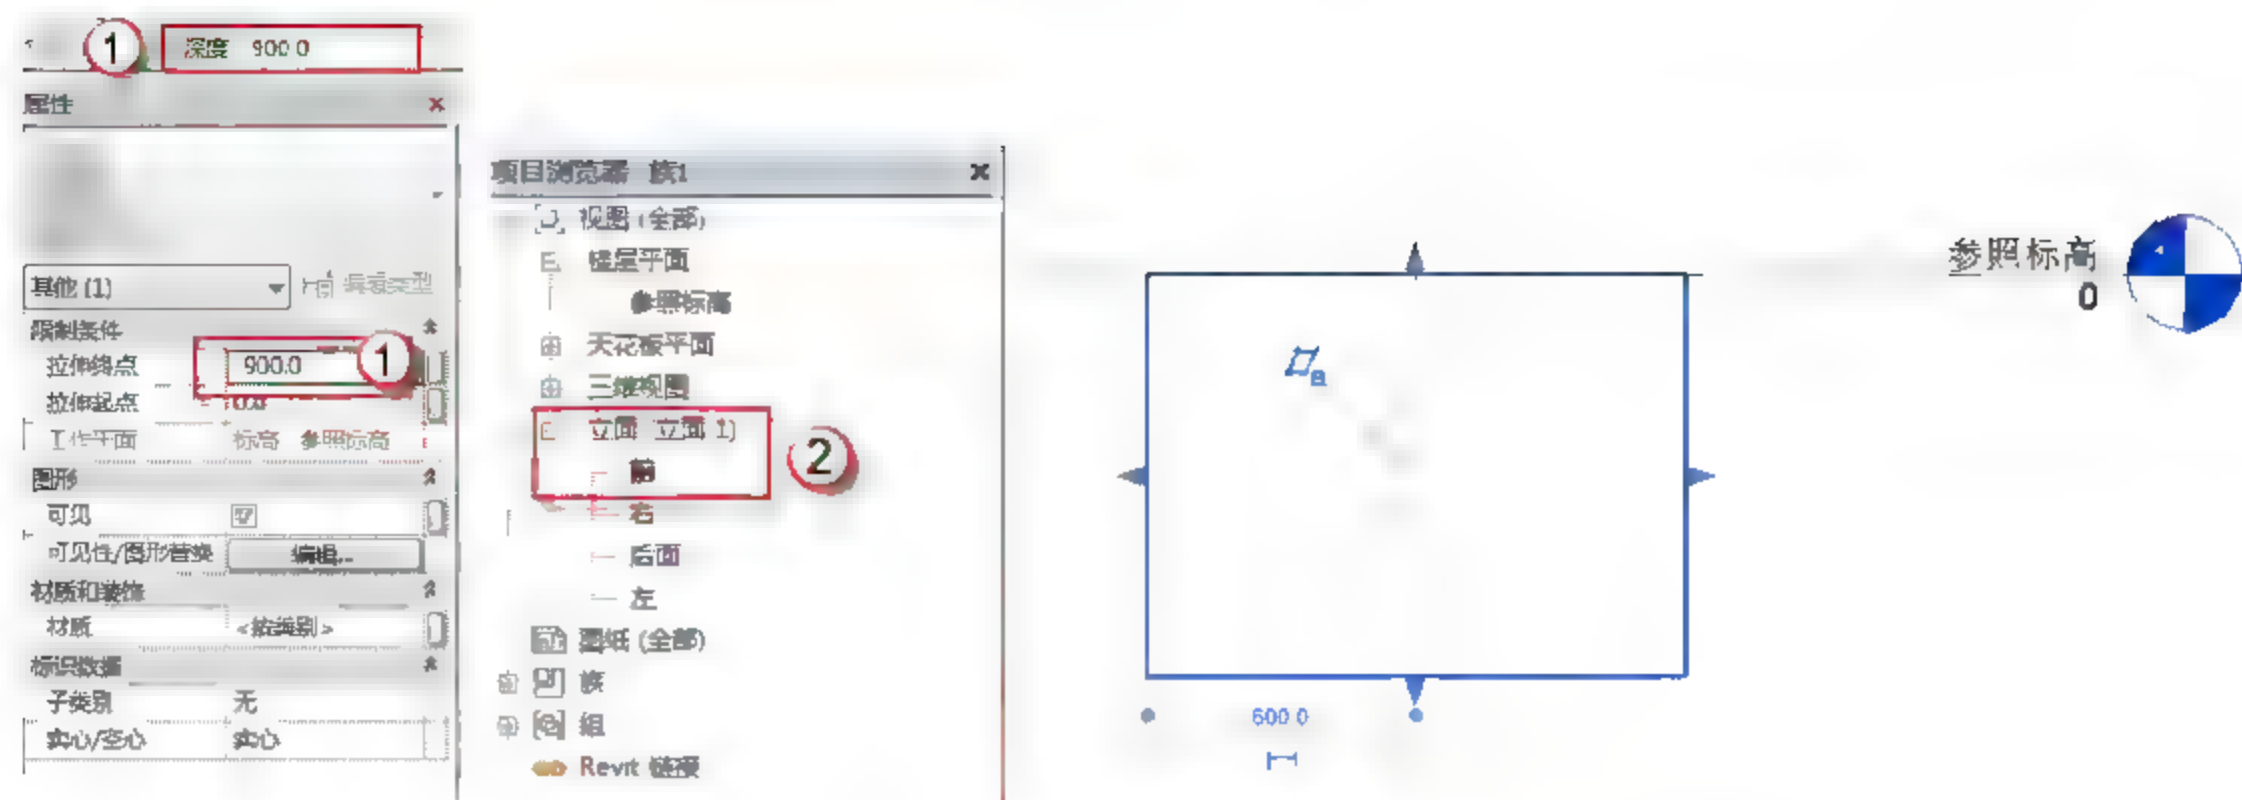 1 深度 900.0
属性
其他 (1) 编辑类型
限制条件
拉伸终点 900.0 1
拉伸起点 0.0
工作平面 标高 参照标高
图形
可见
可见性/图形替换 编辑...
材质和装饰
材质 <按类别>
标识数据
子类别 无
实心/空心 实心
项目浏览器 族1
视图 (全部)
楼层平面
参照标高
天花板平面
三维视图
立面 立面 1)
前
2
右
后面
左
图纸 (全部)
族
组
Revit 链接
a
600.0
参照标高
0